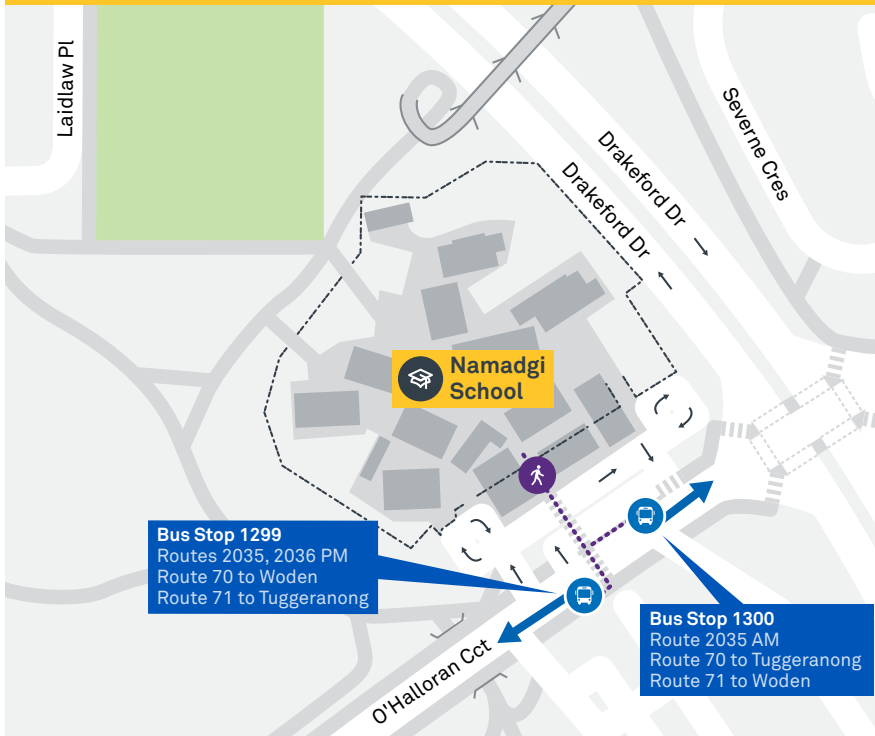 Laidlaw Pl
Severne Cres
Drakeford Dr
Drakeford Dr
Namadgi
School
Bus Stop 1299
Routes 2035, 2036 PM
Route 70 to Woden
Route 71 to Tuggeranong
Bus Stop 1300
Route 2035 AM
Route 70 to Tuggeranong
Route 71 to Woden
O'Halloran Cct